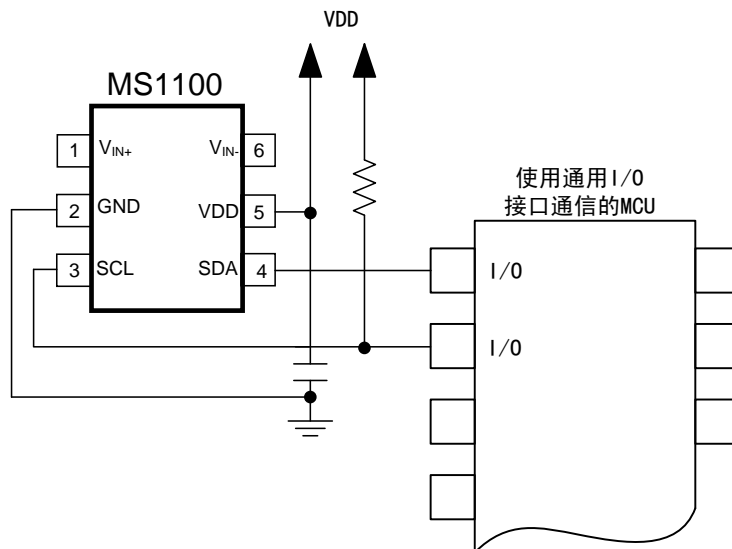 VDD
MS1100
1 VIN+ VIN- 6
2 GND VDD 5
3 SCL SDA 4
使用通用I/O
接口通信的MCU
I/O
I/O